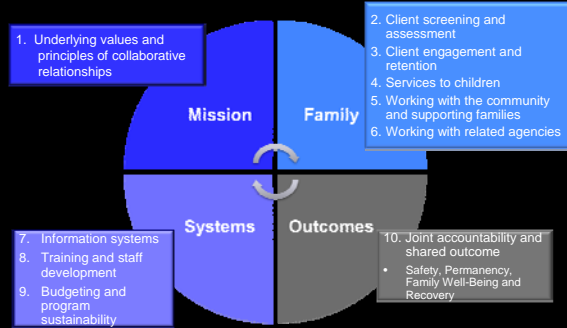 1. Underlying values and
principles of collaborative
relationships
2. Client screening and
assessment
3. Client engagement and
retention
4. Services to children
5. Working with the community
and supporting families
6. Working with related agencies
Mission
Family
Systems
Outcomes
7. Information systems
8. Training and staff
development
9. Budgeting and
program
sustainability
10. Joint accountability and
shared outcome
• Safety, Permanency,
Family Well-Being and
Recovery